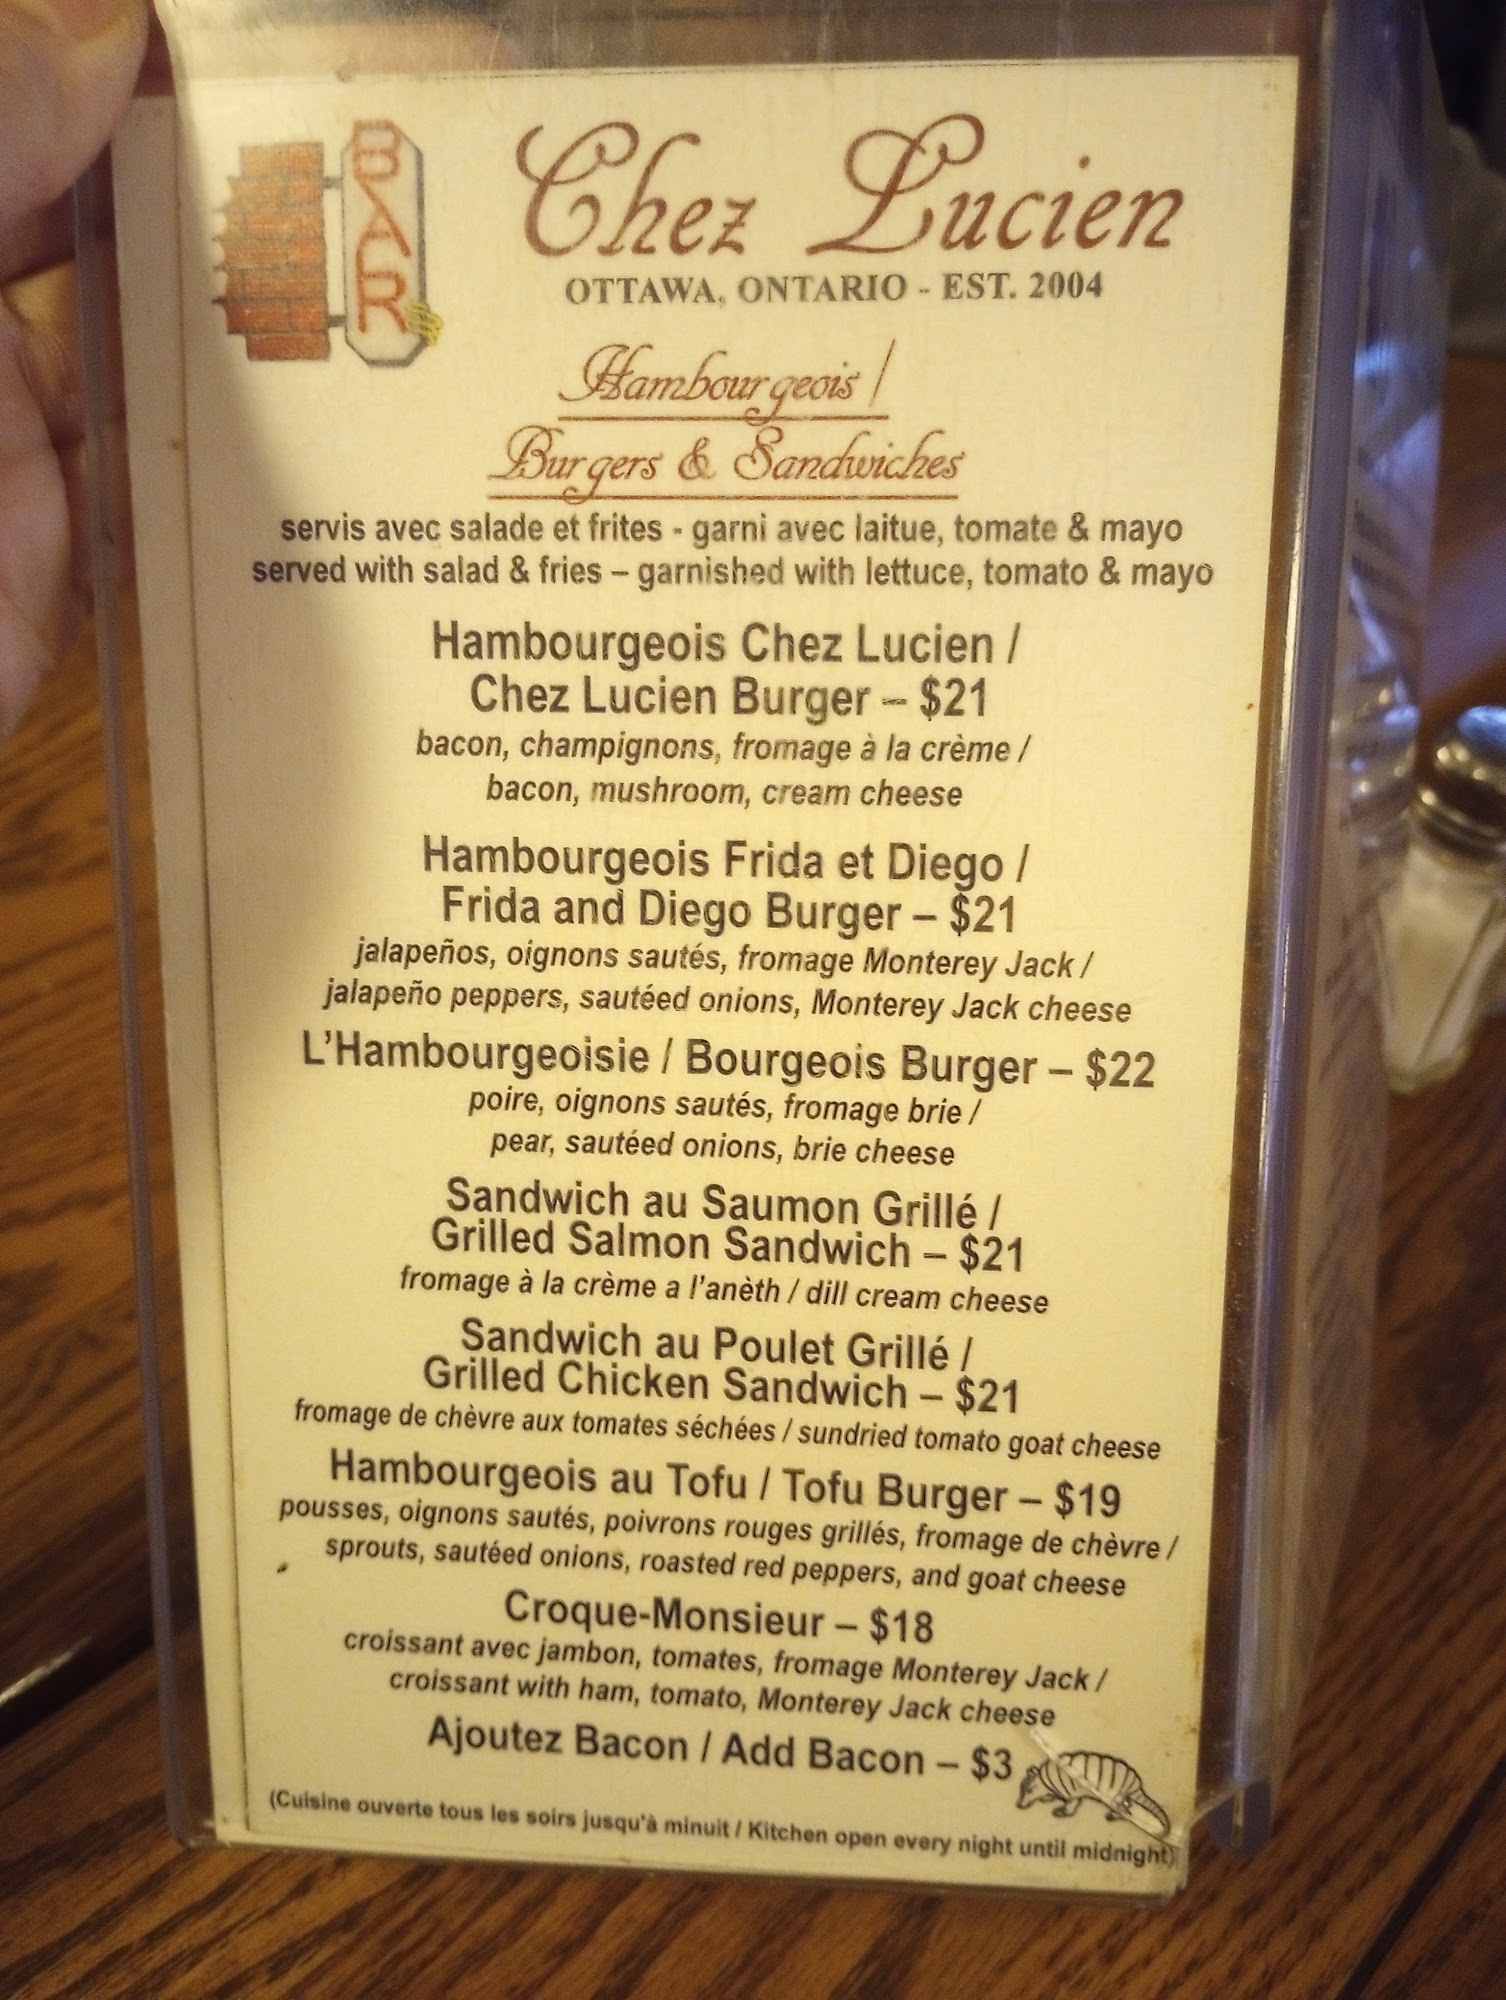 BAR
Chez Lucien
OTTAWA, ONTARIO - EST. 2004
Hambourgeois /
Burgers & Sandwiches
servis avec salade et frites - garni avec laitue, tomate & mayo
served with salad & fries – garnished with lettuce, tomato & mayo
Hambourgeois Chez Lucien /
Chez Lucien Burger – $21
bacon, champignons, fromage à la crème /
bacon, mushroom, cream cheese
Hambourgeois Frida et Diego /
Frida and Diego Burger – $21
jalapeños, oignons sautés, fromage Monterey Jack /
jalapeño peppers, sautéed onions, Monterey Jack cheese
L'Hambourgeoisie / Bourgeois Burger – $22
poire, oignons sautés, fromage brie /
pear, sautéed onions, brie cheese
Sandwich au Saumon Grillé /
Grilled Salmon Sandwich – $21
fromage à la crème a l'anèth / dill cream cheese
Sandwich au Poulet Grillé /
Grilled Chicken Sandwich – $21
fromage de chèvre aux tomates séchées / sundried tomato goat cheese
Hambourgeois au Tofu / Tofu Burger – $19
pousses, oignons sautés, poivrons rouges grillés, fromage de chèvre /
sprouts, sautéed onions, roasted red peppers, and goat cheese
Croque-Monsieur – $18
croissant avec jambon, tomates, fromage Monterey Jack /
croissant with ham, tomato, Monterey Jack cheese
Ajoutez Bacon / Add Bacon – $3
(Cuisine ouverte tous les soirs jusqu'à minuit / Kitchen open every night until midnight)